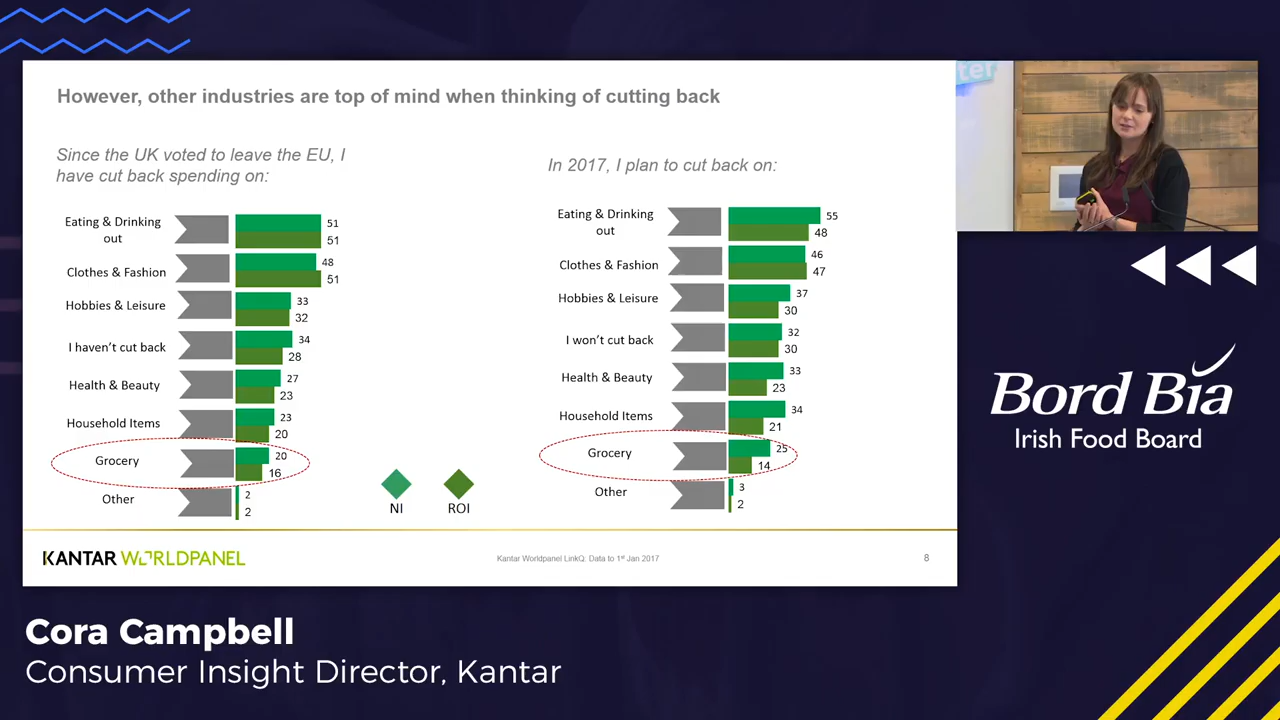 However, other industries are top of mind when thinking of cutting back
Since the UK voted to leave the EU, I
have cut back spending on:
Eating & Drinking
out
51
51
Clothes & Fashion
48
51
Hobbies & Leisure
33
32
I haven't cut back
34
28
Health & Beauty
27
23
Household Items
23
20
Grocery
20
16
Other
2
2
NI
ROI
In 2017, I plan to cut back on:
Eating & Drinking
out
55
48
Clothes & Fashion
46
47
Hobbies & Leisure
37
30
I won't cut back
32
30
Health & Beauty
33
23
Household Items
34
21
Grocery
25
14
Other
3
2
KANTAR WORLDPANEL
Kantar Worldpanel LinkQ: Data to 1st Jan 2017
8
ter
Bord Bia
Irish Food Board
Cora Campbell
Consumer Insight Director, Kantar